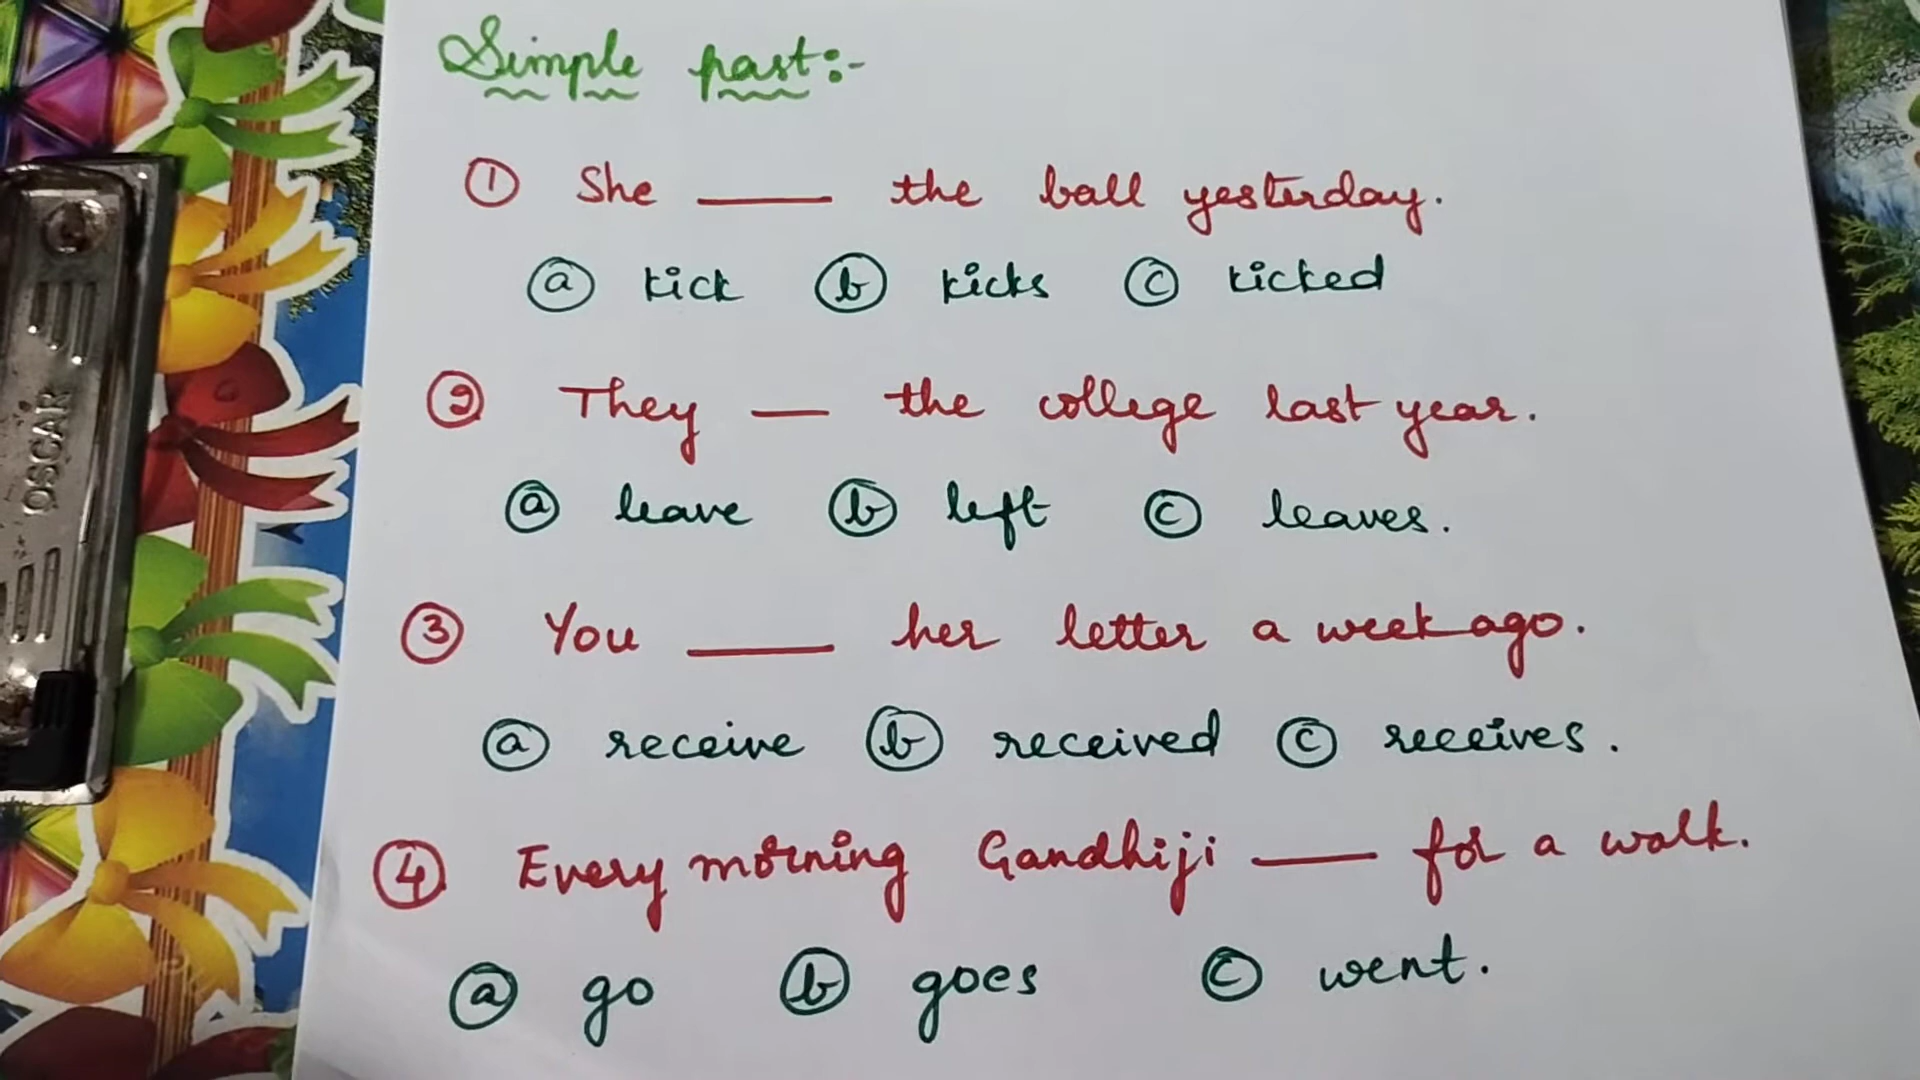 Simple past:-
① She ____ the ball yesterday.
ⓐ kick ⓑ kicks ⓒ kicked
② They __ the college last year.
ⓐ leave ⓑ left ⓒ leaves.
③ You ____ her letter a week ago.
ⓐ receive ⓑ received ⓒ receives.
④ Every morning Gandhiji ____ for a walk.
ⓐ go ⓑ goes ⓒ went.
OSCAR